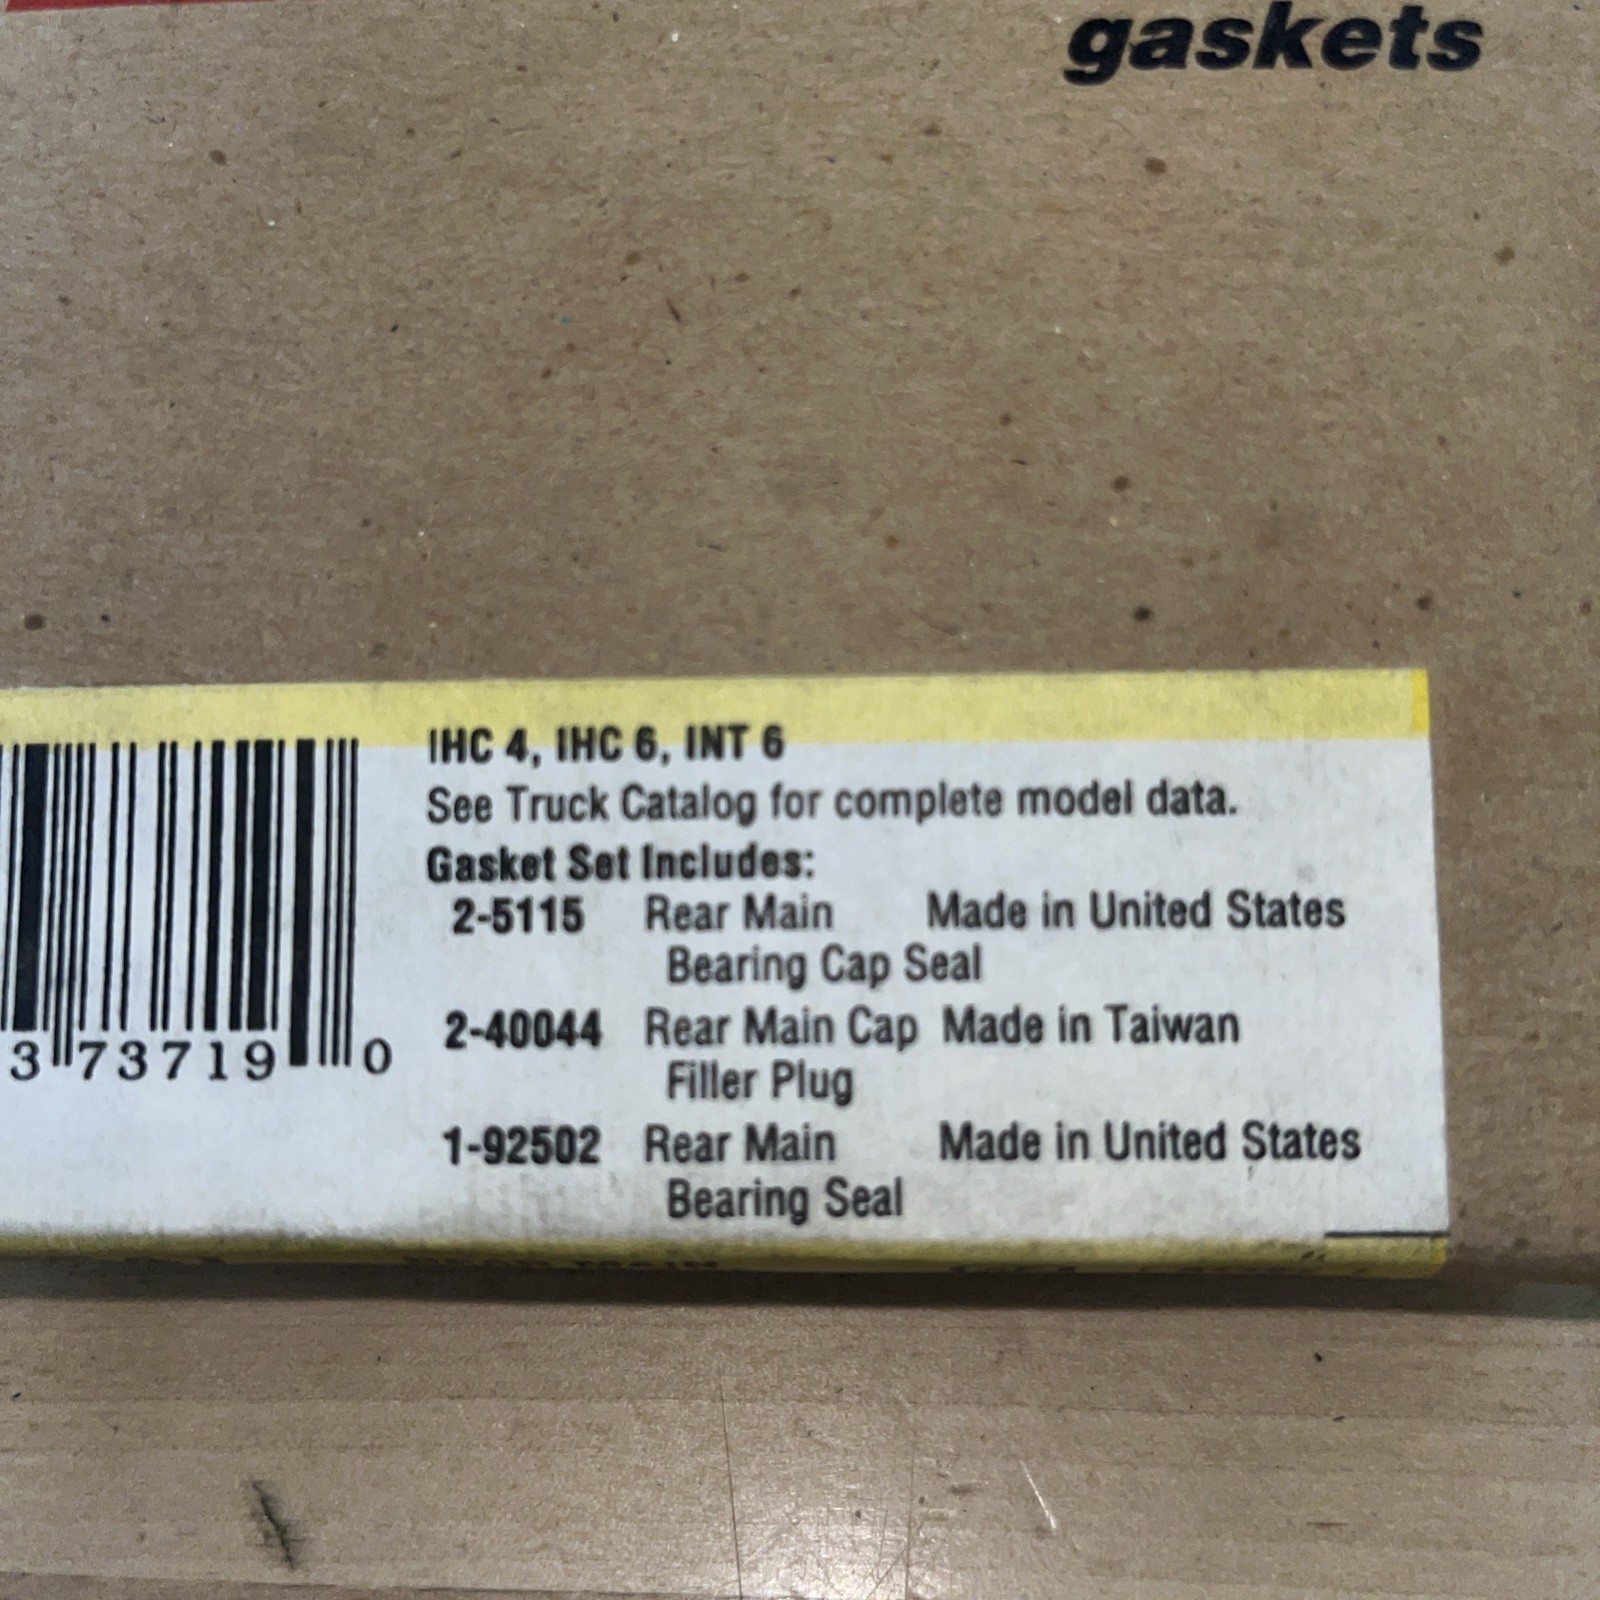 gaskets
IHC 4, IHC 6, INT 6
See Truck Catalog for complete model data.
Gasket Set Includes:
2-5115 Rear Main Made in United States
Bearing Cap Seal
2-40044 Rear Main Cap Made in Taiwan
Filler Plug
1-92502 Rear Main Made in United States
Bearing Seal
3 73719 0